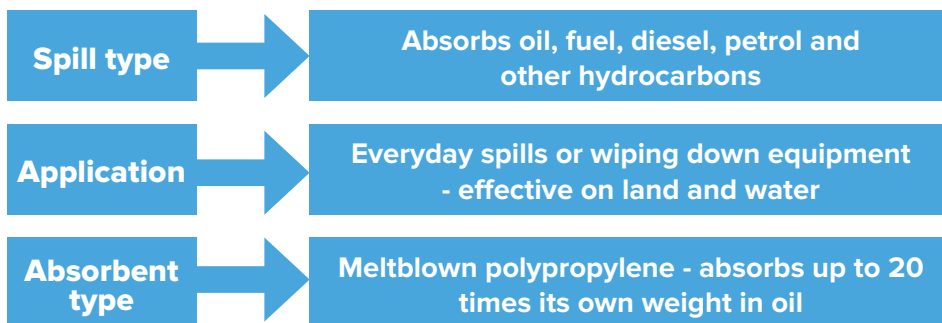 Spill type
Absorbs oil, fuel, diesel, petrol and
other hydrocarbons
Application
Everyday spills or wiping down equipment
- effective on land and water
Absorbent
type
Meltblown polypropylene - absorbs up to 20
times its own weight in oil